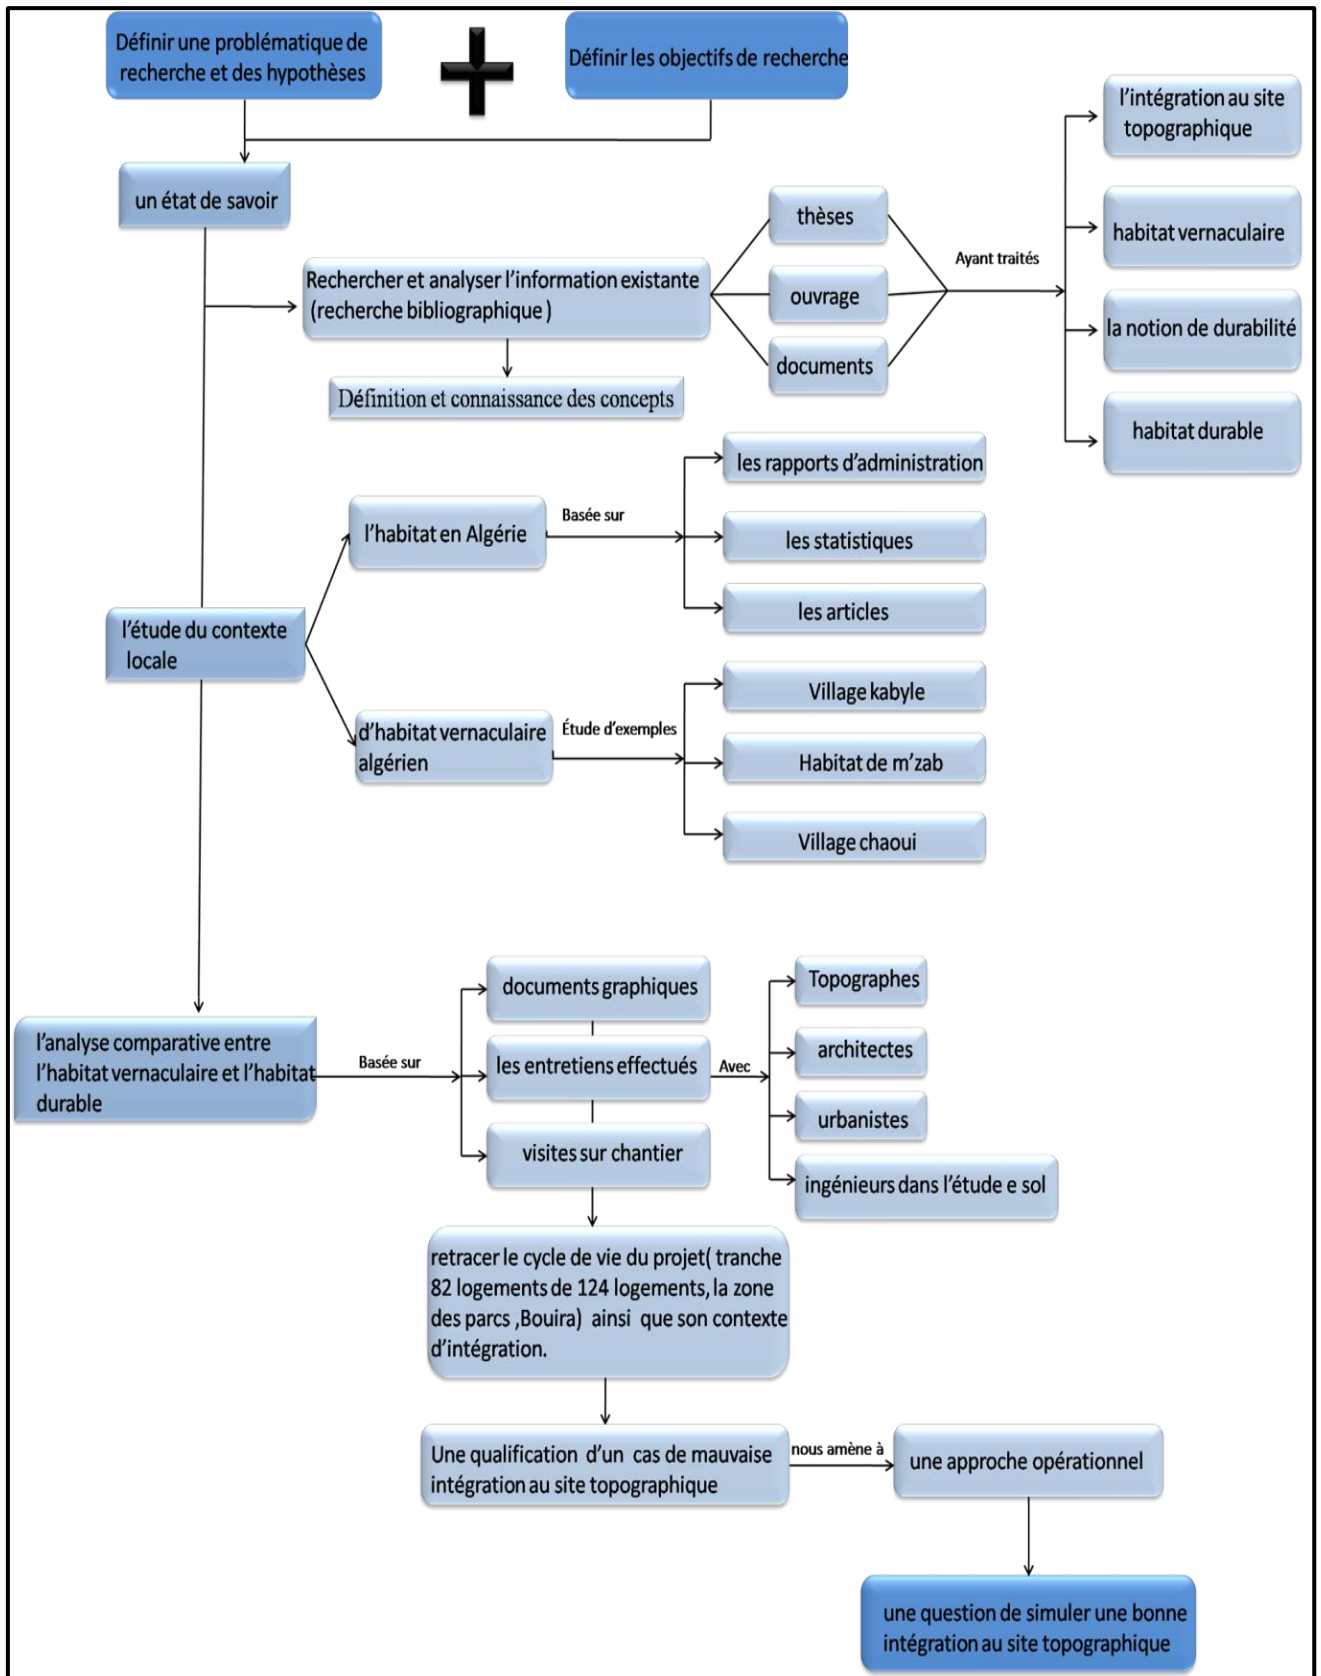 Définir une problématique de
recherche et des hypothèses
Définir les objectifs de recherche
un état de savoir
Rechercher et analyser l'information existante
(recherche bibliographique )
Définition et connaissance des concepts
thèses
ouvrage
documents
Ayant traités
l'intégration au site
topographique
habitat vernaculaire
la notion de durabilité
habitat durable
l'étude du contexte
locale
l'habitat en Algérie
Basée sur
les rapports d'administration
les statistiques
les articles
d'habitat vernaculaire
algérien
Étude d'exemples
Village kabyle
Habitat de m'zab
Village chaoui
l'analyse comparative entre
l'habitat vernaculaire et l'habitat
durable
Basée sur
documents graphiques
les entretiens effectués
visites sur chantier
Avec
Topographes
architectes
urbanistes
ingénieurs dans l'étude e sol
retracer le cycle de vie du projet( tranche
82 logements de 124 logements, la zone
des parcs ,Bouira) ainsi que son contexte
d'intégration.
Une qualification d'un cas de mauvaise
intégration au site topographique
nous amène à
une approche opérationnel
une question de simuler une bonne
intégration au site topographique